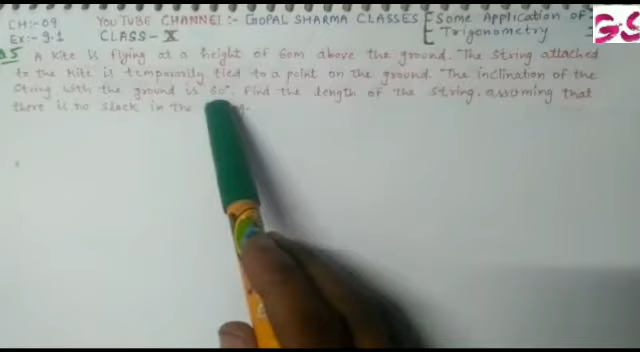 CH:- 09 YOUTUBE CHANNEL:- GOPAL SHARMA CLASSES Some Application of
Ex:- 9.1 CLASS- X Trigonometry
GS
Q5 A Kite is flying at a height of 60m above the ground. The string attached
to the Kite is temporarily tied to a point on the ground. The inclination of the
string with the ground is 60°. Find the length of the string, assuming that
there is no slack in the